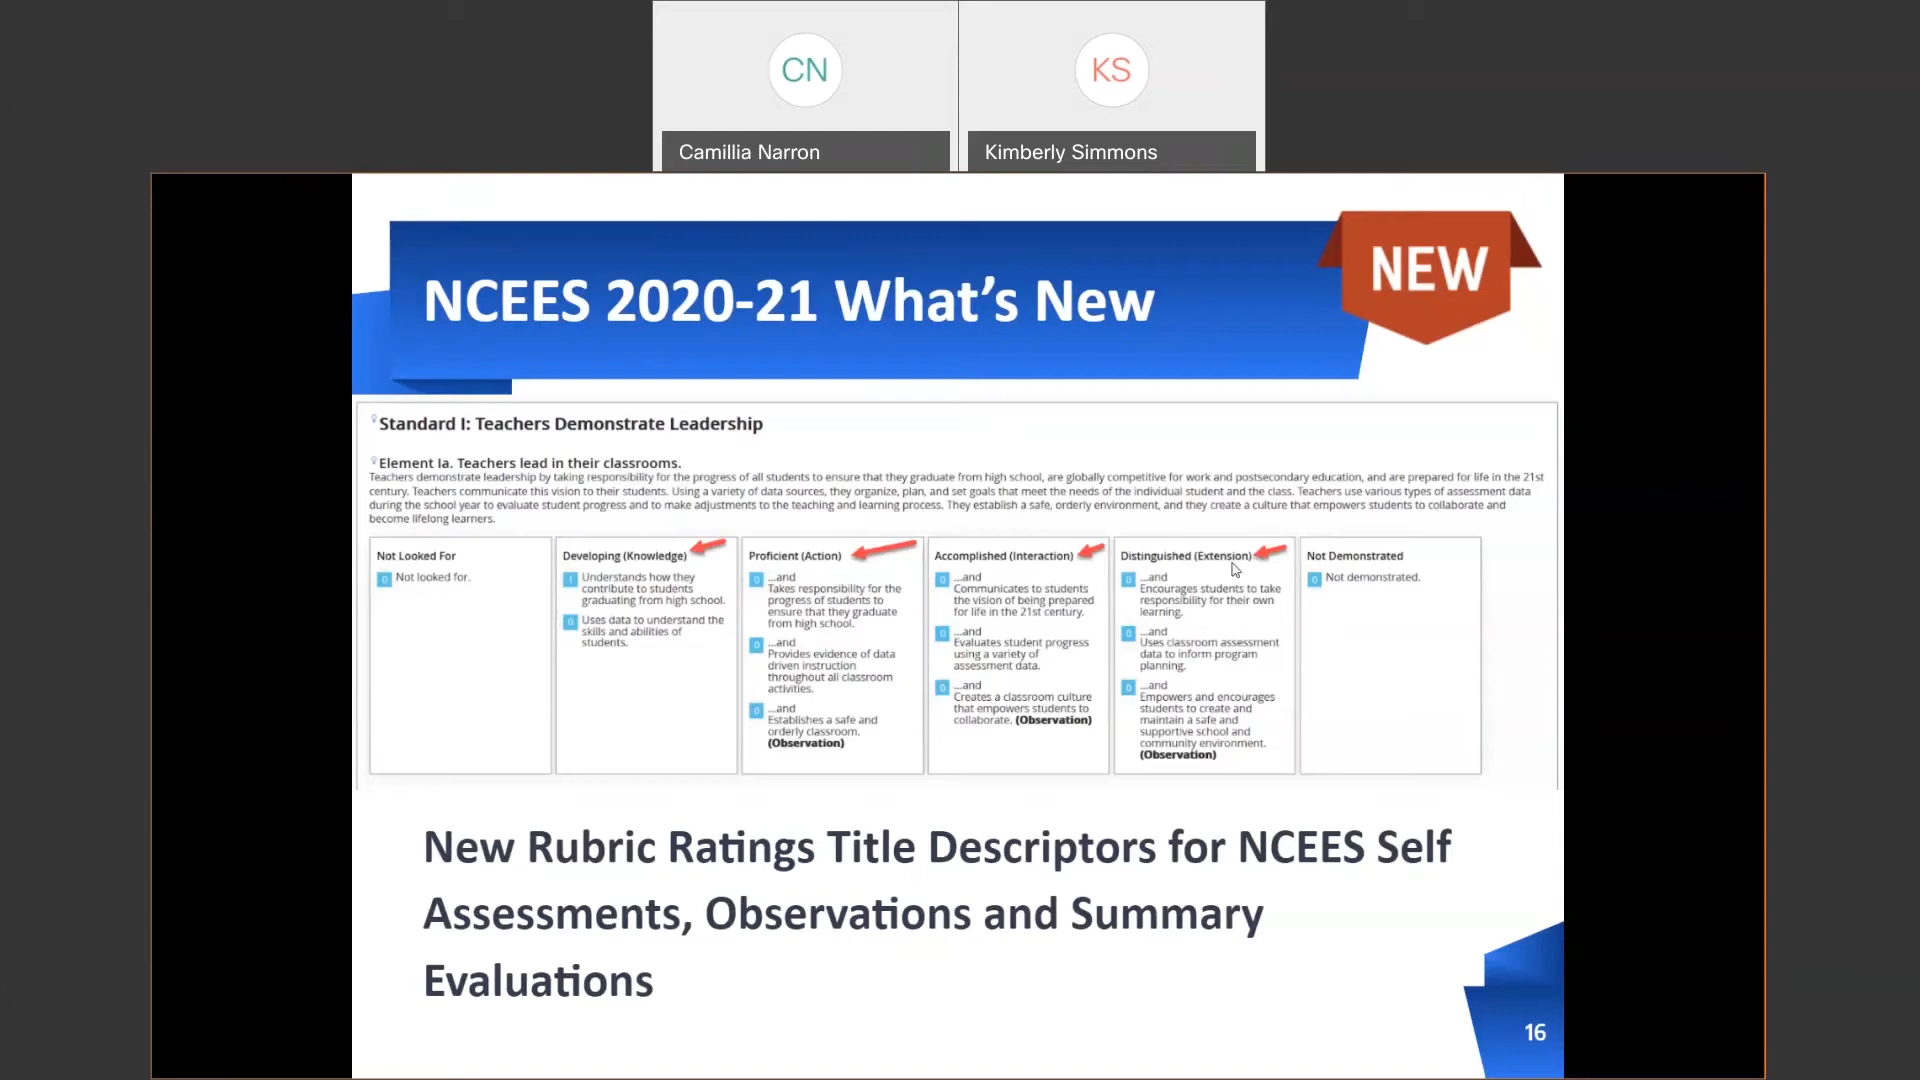 CN
KS
Camillia Narron
Kimberly Simmons
NCEES 2020-21 What's New
NEW
Standard I: Teachers Demonstrate Leadership
Element Ia. Teachers lead in their classrooms.
Teachers demonstrate leadership by taking responsibility for the progress of all students to ensure that they graduate from high school, are globally competitive for work and postsecondary education, and are prepared for life in the 21st
century. Teachers communicate this vision to their students. Using a variety of data sources, they organize, plan, and set goals that meet the needs of the individual student and the class. Teachers use various types of assessment data
during the school year to evaluate student progress and to make adjustments to the teaching and learning process. They establish a safe, orderly environment, and they create a culture that empowers students to collaborate and
become lifelong learners.
Not Looked For
0 Not looked for.
Developing (Knowledge)
1 Understands how they
contribute to students
graduating from high school.
0 Uses data to understand the
skills and abilities of
students.
Proficient (Action)
0 ...and
Takes responsibility for the
progress of students to
ensure that they graduate
from high school.
0 ...and
Provides evidence of data
driven instruction
throughout all classroom
activities.
0 ...and
Establishes a safe and
orderly classroom.
(Observation)
Accomplished (Interaction)
0 ...and
Communicates to students
the vision of being prepared
for life in the 21st century.
0 ...and
Evaluates student progress
using a variety of
assessment data.
0 ...and
Creates a classroom culture
that empowers students to
collaborate. (Observation)
Distinguished (Extension)
0 ...and
Encourages students to take
responsibility for their own
learning.
0 ...and
Uses classroom assessment
data to inform program
planning.
0 ...and
Empowers and encourages
students to create and
maintain a safe and
supportive school and
community environment.
(Observation)
Not Demonstrated
0 Not demonstrated.
New Rubric Ratings Title Descriptors for NCEES Self
Assessments, Observations and Summary
Evaluations
16